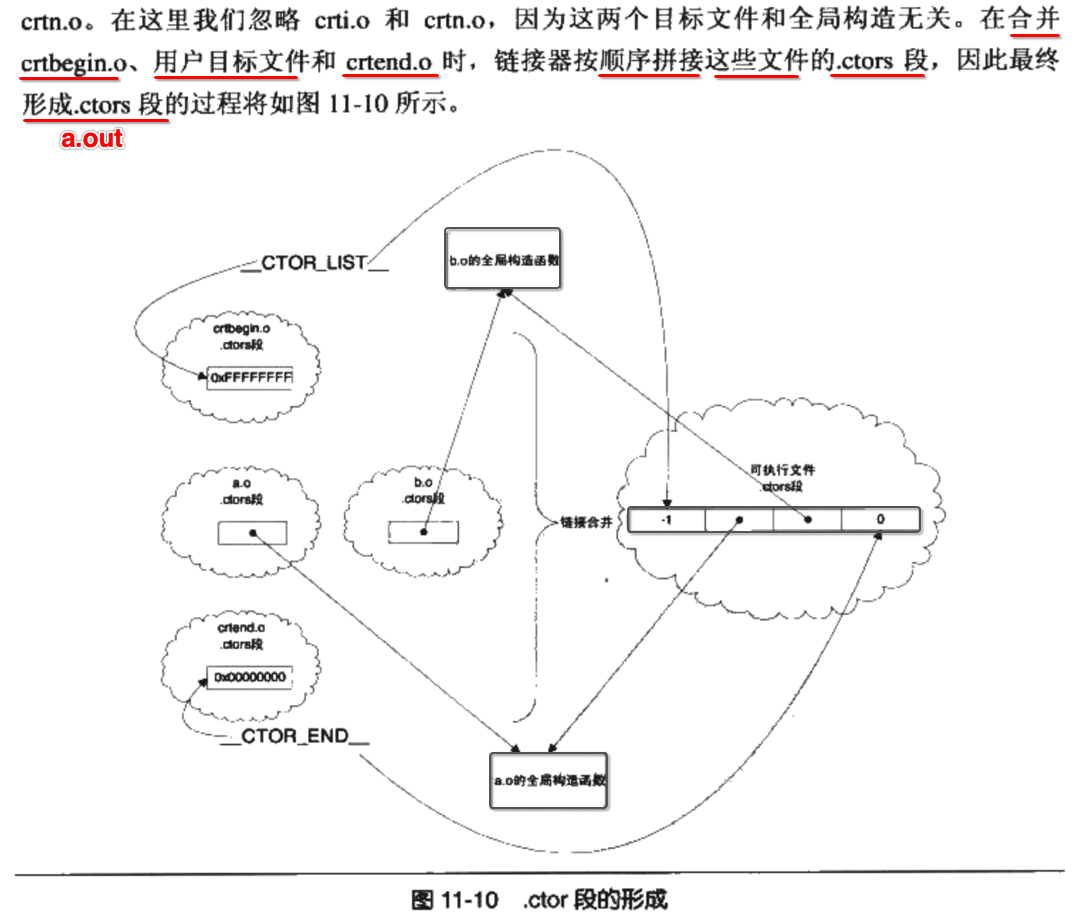 crtn.o。在这里我们忽略 crti.o 和 crtn.o，因为这两个目标文件和全局构造无关。在合并
crtbegin.o、用户目标文件和 crtend.o 时，链接器按顺序拼接这些文件的.ctors 段，因此最终
形成.ctors 段的过程将如图 11-10 所示。
a.out
__CTOR_LIST__
b.o的全局构造函数
crtbegin.o
.ctors段
0xFFFFFFFF
a.o
.ctors段
b.o
.ctors段
链接合并
可执行文件
.ctors段
-1
0
crtend.o
.ctors段
0x00000000
__CTOR_END__
a.o的全局构造函数
图 11-10 .ctor 段的形成